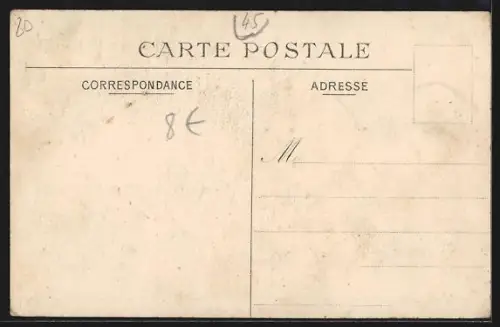 20
45
CARTE POSTALE
CORRESPONDANCE
ADRESSE
8€
M